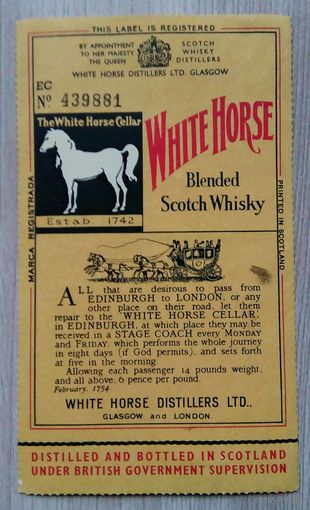 THIS LABEL IS REGISTERED
BY APPOINTMENT TO HER MAJESTY THE QUEEN
SCOTCH WHISKY DISTILLERS
WHITE HORSE DISTILLERS LTD. GLASGOW
EC
Nº 439881
The White Horse Cellar
Estab. 1742
MARCA REGISTRADA
WHITE HORSE
Blended
Scotch Whisky
PRINTED IN SCOTLAND
ALL that are desirous to pass from
EDINBURGH to LONDON, or any
other place on their road, let them
repair to the 'WHITE HORSE CELLAR',
in EDINBURGH, at which place they may be
received in a STAGE COACH every MONDAY
and FRIDAY, which performs the whole journey
in eight days (if God permits), and sets forth
at five in the morning.
Allowing each passenger 14 pounds weight,
and all above, 6 pence per pound.
February, 1754
WHITE HORSE DISTILLERS LTD.,
GLASGOW and LONDON.
DISTILLED AND BOTTLED IN SCOTLAND
UNDER BRITISH GOVERNMENT SUPERVISION